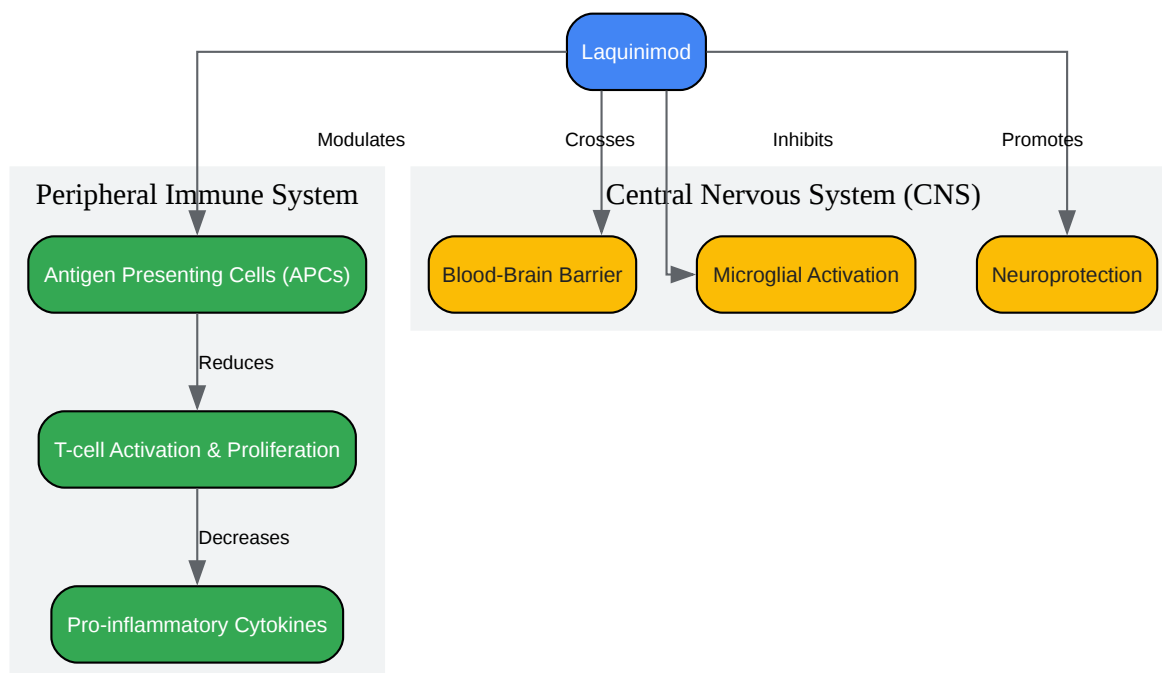 Laquinimod
Modulates
Crosses
Inhibits
Promotes
Peripheral Immune System
Central Nervous System (CNS)
Antigen Presenting Cells (APCs)
Blood-Brain Barrier
Microglial Activation
Neuroprotection
Reduces
T-cell Activation & Proliferation
Decreases
Pro-inflammatory Cytokines